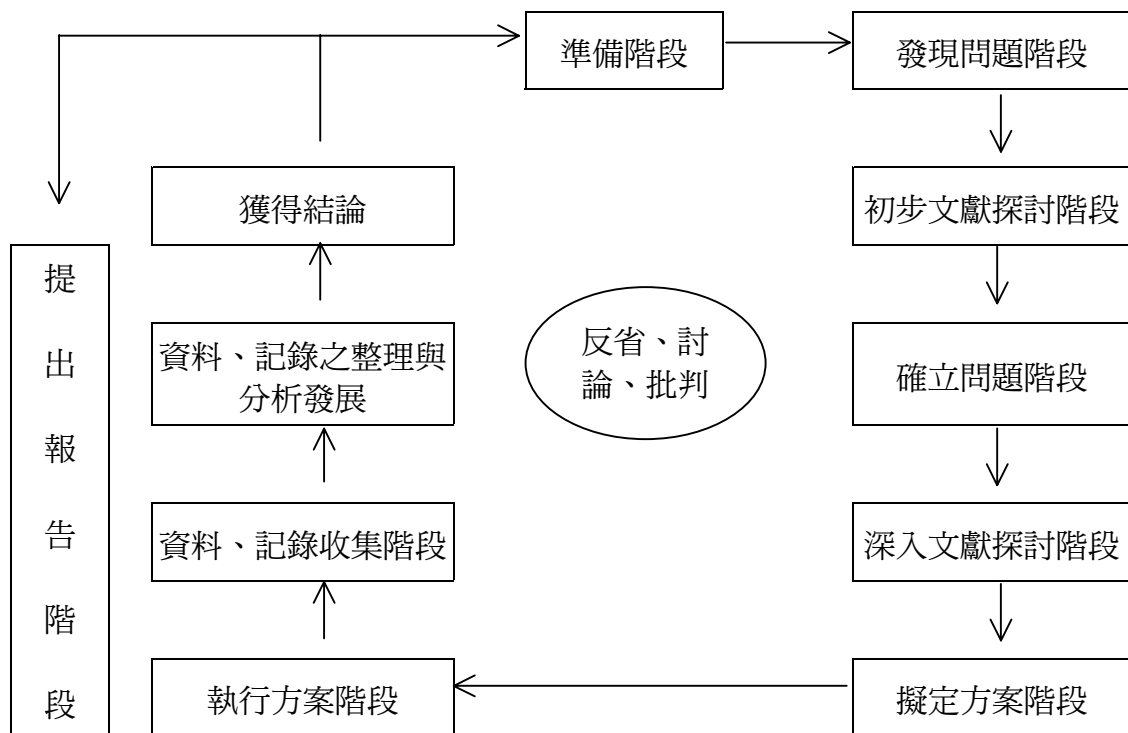 準備階段
發現問題階段
初步文獻探討階段
確立問題階段
深入文獻探討階段
擬定方案階段
執行方案階段
資料、記錄收集階段
資料、記錄之整理與
分析發展
獲得結論
反省、討
論、批判
提
出
報
告
階
段